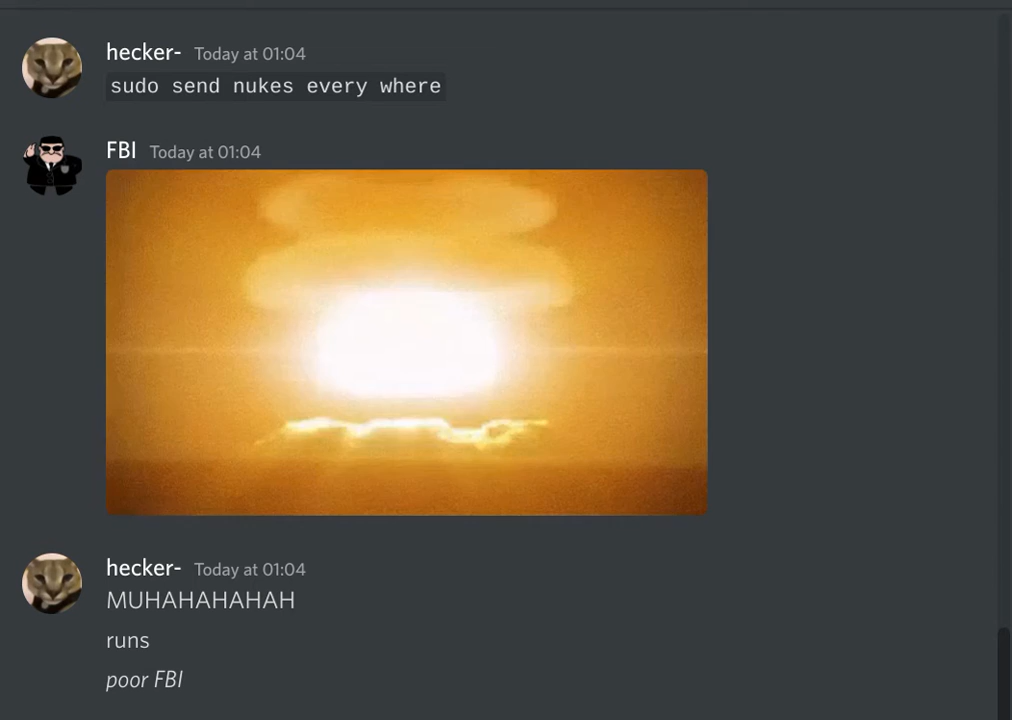 hecker- Today at 01:04
sudo send nukes every where
FBI Today at 01:04
hecker- Today at 01:04
MUHAHAHAHAH
runs
poor FBI